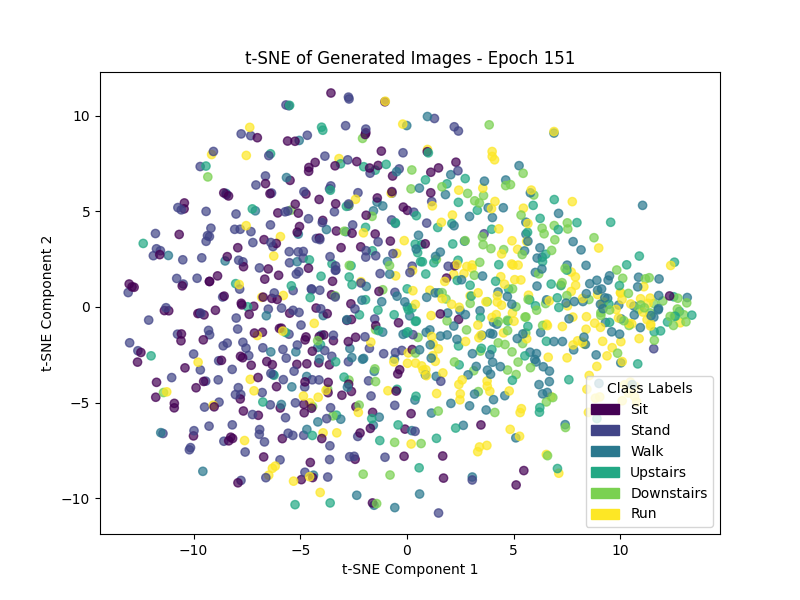 t-SNE of Generated Images - Epoch 151
t-SNE Component 2
10
5
0
−5
−10
Class Labels
Sit
Stand
Walk
Upstairs
Downstairs
Run
−10 −5 0 5 10
t-SNE Component 1